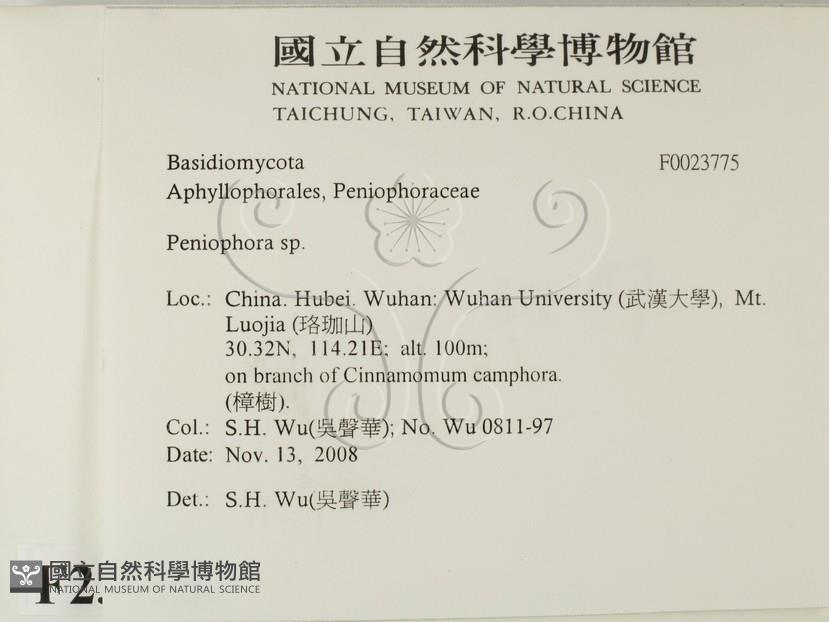 國立自然科學博物館
NATIONAL MUSEUM OF NATURAL SCIENCE
TAICHUNG, TAIWAN, R.O.CHINA
Basidiomycota F0023775
Aphyllophorales, Peniophoraceae
Peniophora sp.
Loc.: China. Hubei. Wuhan: Wuhan University (武漢大學), Mt.
Luojia (珞珈山)
30.32N, 114.21E; alt. 100m;
on branch of Cinnamomum camphora.
(樟樹).
Col.: S.H. Wu(吳聲華); No. Wu 0811-97
Date: Nov. 13, 2008
Det.: S.H. Wu(吳聲華)
國立自然科學博物館
NATIONAL MUSEUM OF NATURAL SCIENCE